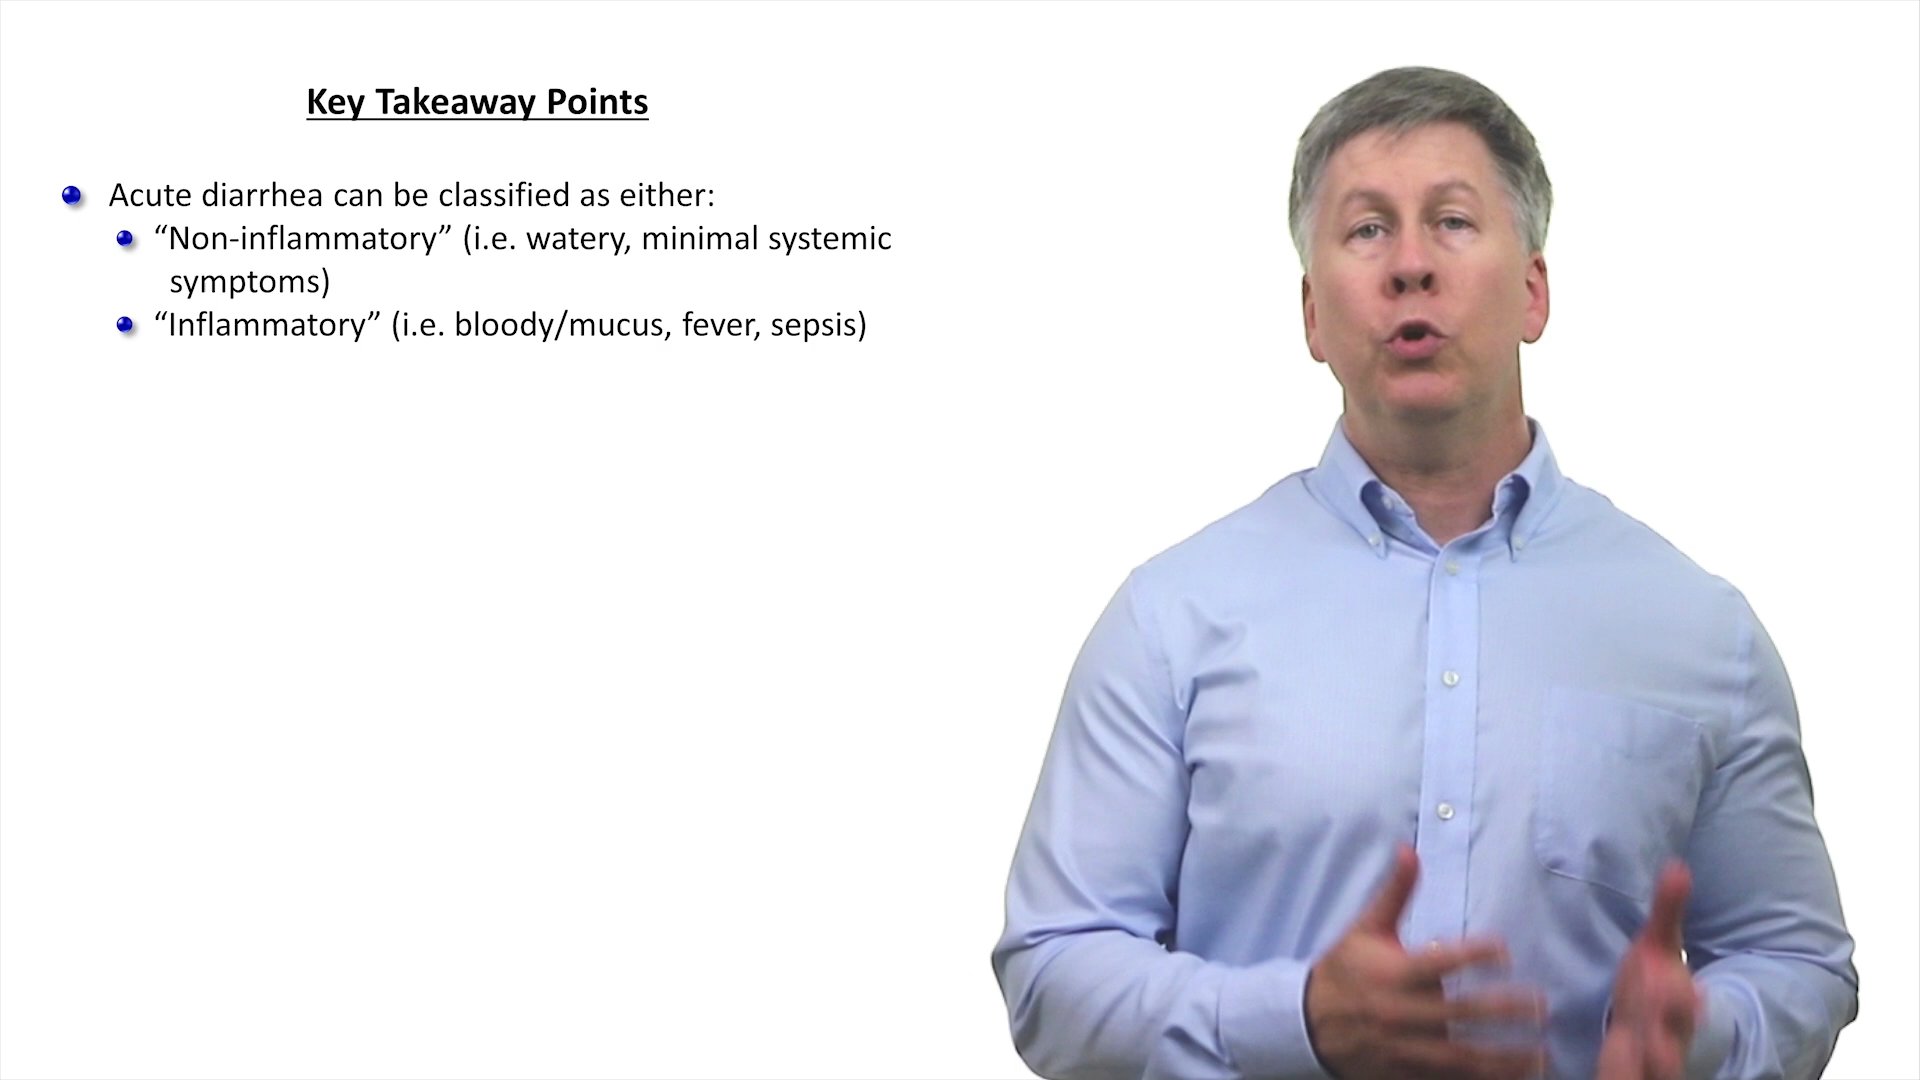 Key Takeaway Points
Acute diarrhea can be classified as either:
“Non-inflammatory” (i.e. watery, minimal systemic
symptoms)
“Inflammatory” (i.e. bloody/mucus, fever, sepsis)